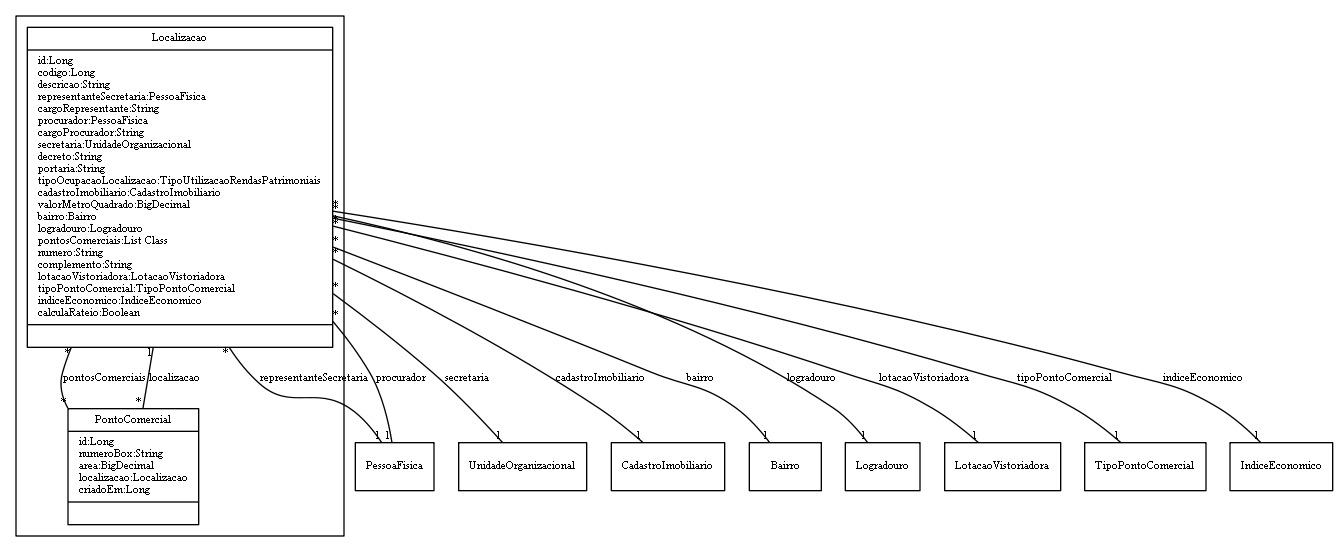 Localizacao
id:Long
codigo:Long
descricao:String
representanteSecretaria:PessoaFisica
cargoRepresentante:String
procurador:PessoaFisica
cargoProcurador:String
secretaria:UnidadeOrganizacional
decreto:String
portaria:String
tipoOcupacaoLocalizacao:TipoUtilizacaoRendasPatrimoniais
cadastroImobiliario:CadastroImobiliario
valorMetroQuadrado:BigDecimal
bairro:Bairro
logradouro:Logradouro
pontosComerciais:List Class
numero:String
complemento:String
lotacaoVistoriadora:LotacaoVistoriadora
tipoPontoComercial:TipoPontoComercial
indiceEconomico:IndiceEconomico
calculaRateio:Boolean
*
*
*
*
*
*
* 1 *
pontosComerciais localizacao representanteSecretaria procurador secretaria cadastroImobiliario bairro logradouro lotacaoVistoriadora tipoPontoComercial indiceEconomico
* *
1 1 1 1 1 1 1 1 1
PontoComercial
id:Long
numeroBox:String
area:BigDecimal
localizacao:Localizacao
criadoEm:Long
PessoaFisica UnidadeOrganizacional CadastroImobiliario Bairro Logradouro LotacaoVistoriadora TipoPontoComercial IndiceEconomico